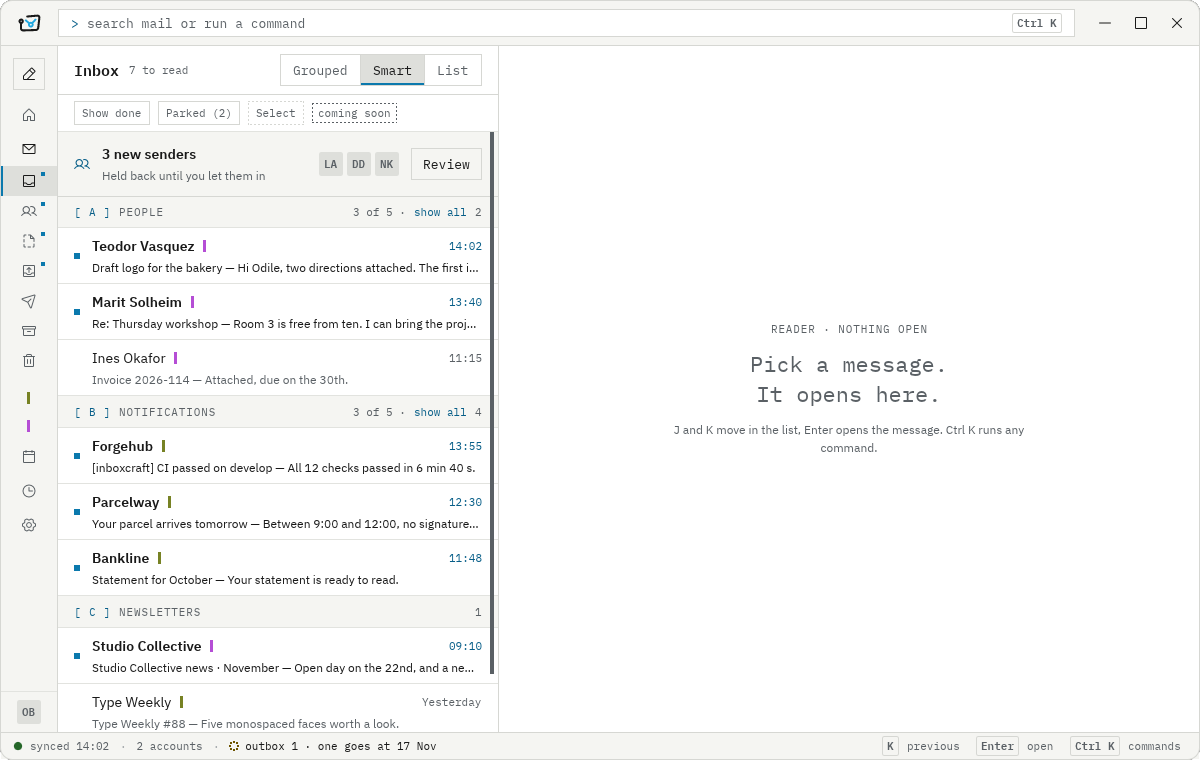 > search mail or run a command Ctrl K
Inbox 7 to read Grouped Smart List
Show done Parked (2) Select coming soon
3 new senders
Held back until you let them in
LA DD NK Review
[ A ] PEOPLE 3 of 5 · show all 2
Teodor Vasquez 14:02
Draft logo for the bakery — Hi Odile, two directions attached. The first i…
Marit Solheim 13:40
Re: Thursday workshop — Room 3 is free from ten. I can bring the proj…
Ines Okafor 11:15
Invoice 2026-114 — Attached, due on the 30th.
[ B ] NOTIFICATIONS 3 of 5 · show all 4
Forgehub 13:55
[inboxcraft] CI passed on develop — All 12 checks passed in 6 min 40 s.
Parcelway 12:30
Your parcel arrives tomorrow — Between 9:00 and 12:00, no signature…
Bankline 11:48
Statement for October — Your statement is ready to read.
[ C ] NEWSLETTERS 1
Studio Collective 09:10
Studio Collective news · November — Open day on the 22nd, and a ne…
Type Weekly Yesterday
Type Weekly #88 — Five monospaced faces worth a look.
READER · NOTHING OPEN
Pick a message.
It opens here.
J and K move in the list, Enter opens the message. Ctrl K runs any
command.
OB
synced 14:02 · 2 accounts · outbox 1 · one goes at 17 Nov
K previous Enter open Ctrl K commands